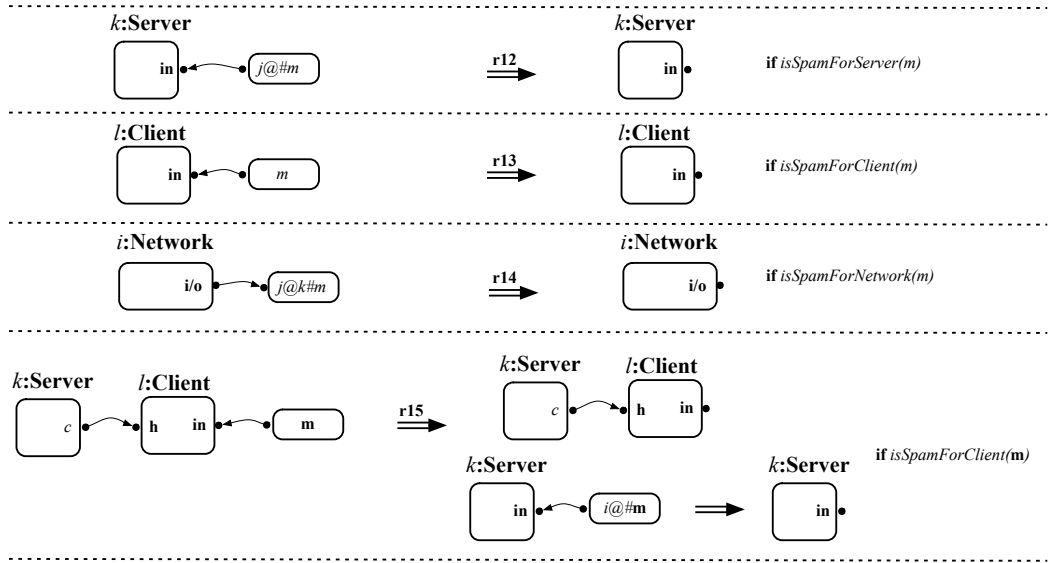 k:Server k:Server
in j@#m r12 in if isSpamForServer(m)
l:Client l:Client
in m r13 in if isSpamForClient(m)
i:Network i:Network
i/o j@k#m r14 i/o if isSpamForNetwork(m)
k:Server l:Client
k:Server l:Client
c h in
c h in m r15
if isSpamForClient(m)
k:Server k:Server
in i@#m in